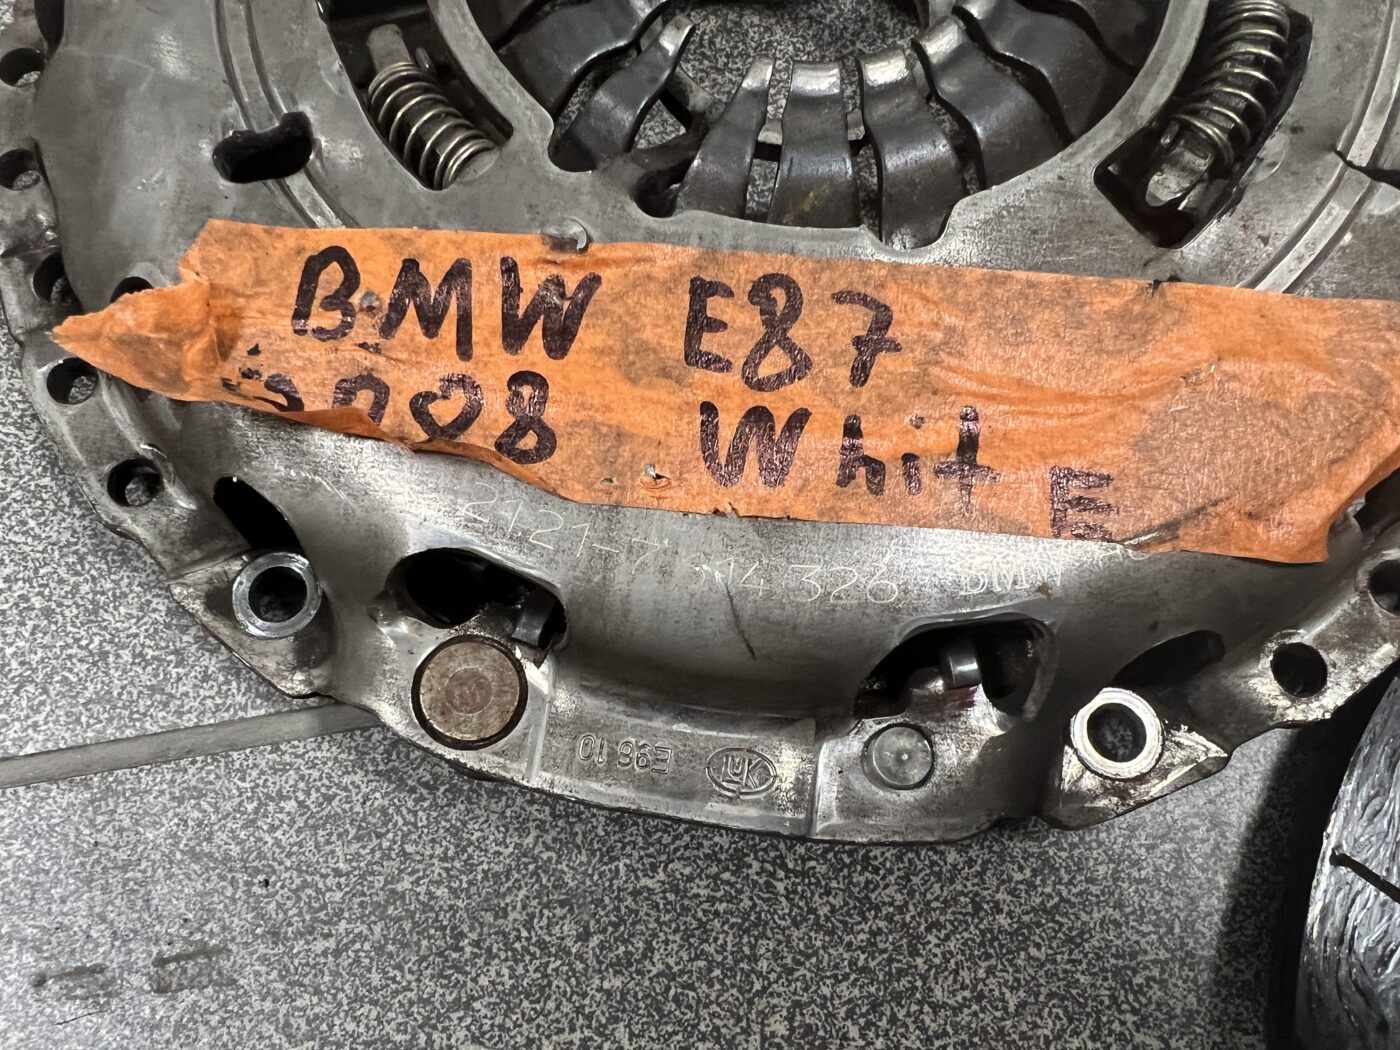 BMW E87
2008 WhitE
2121-7 514 326 BMW
E96 10 LuK